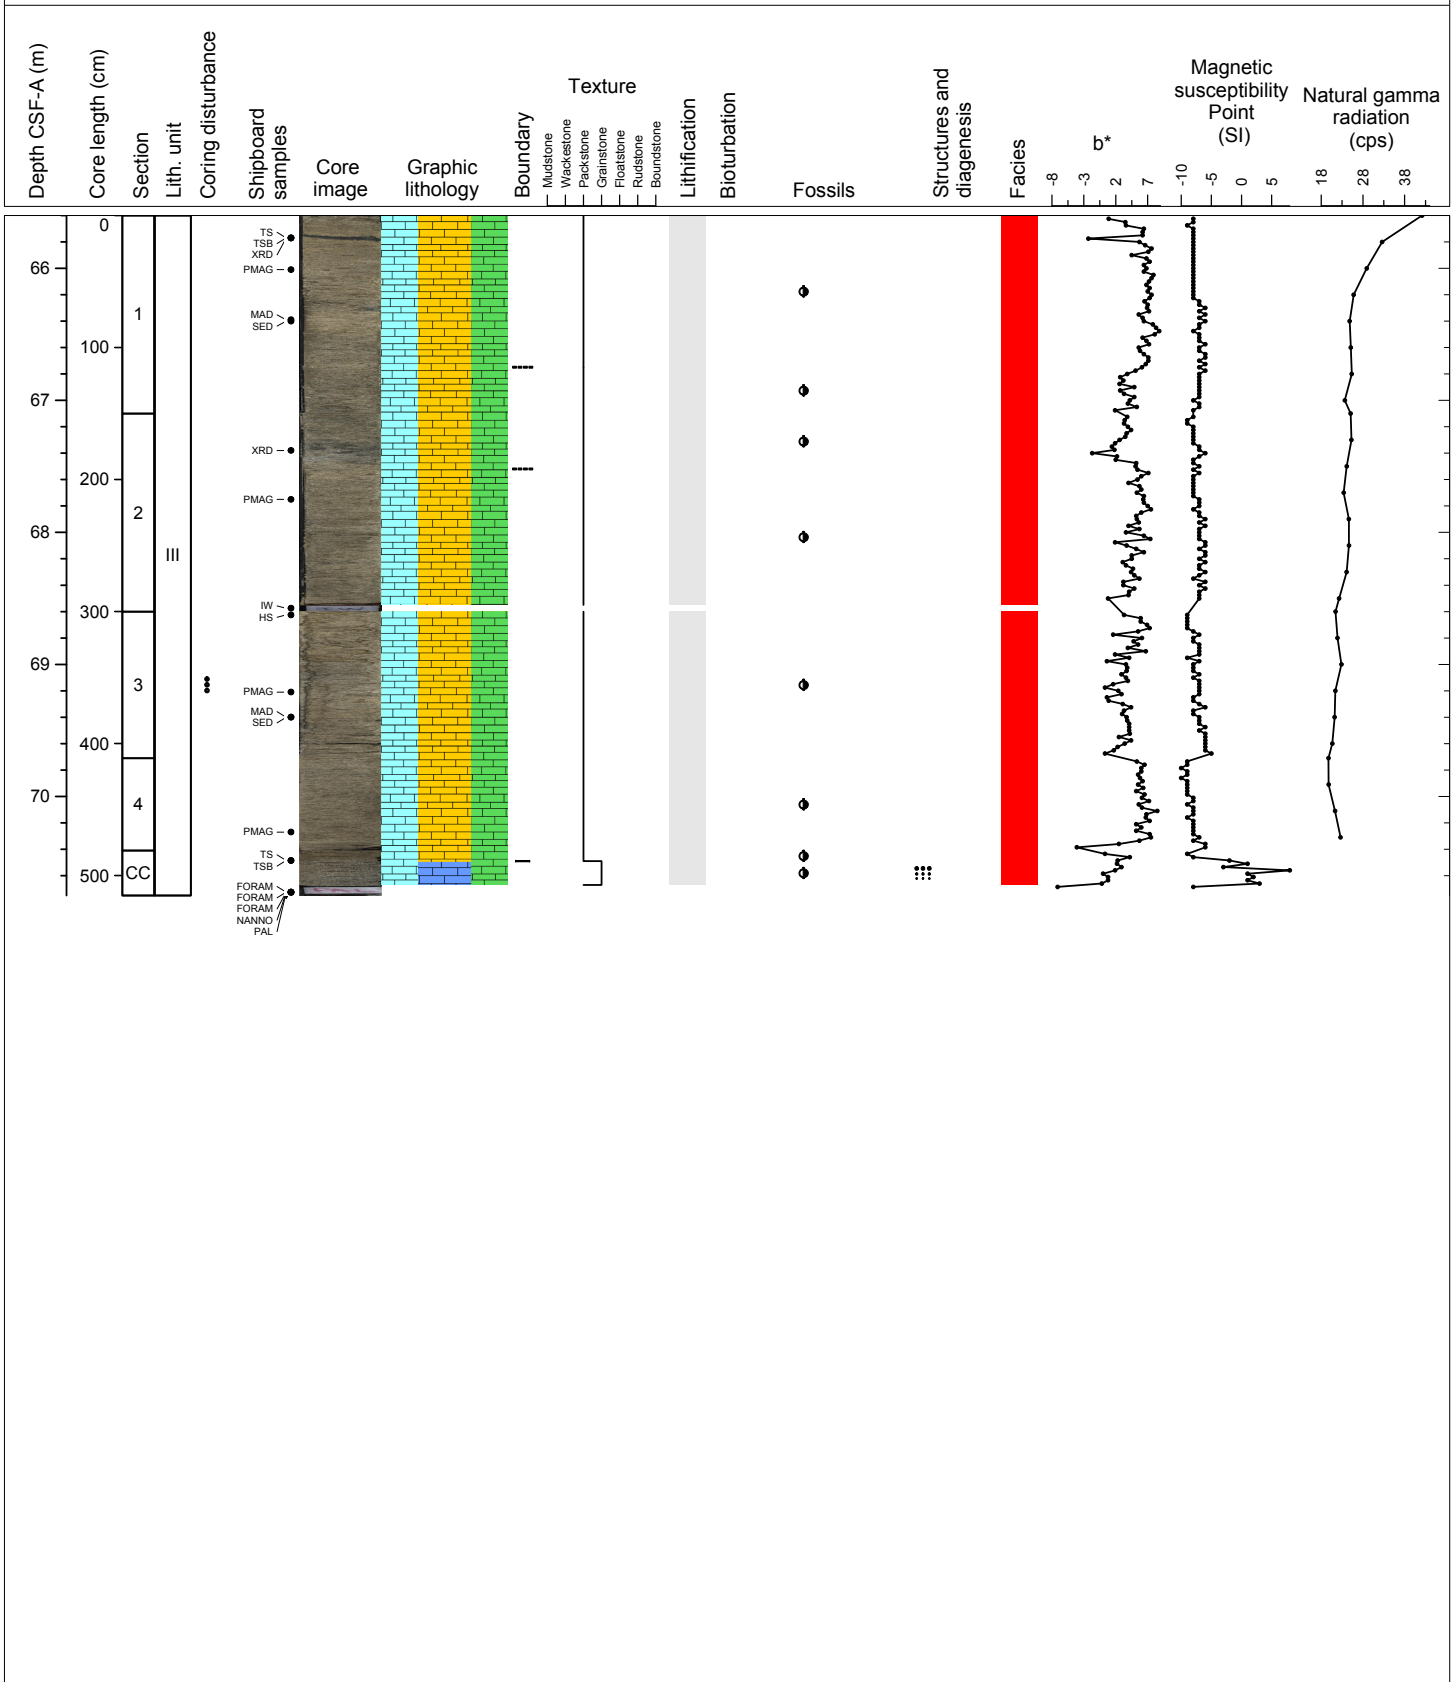 Depth CSF-A (m)
Core length (cm)
Section
Lith. unit
Coring disturbance
Shipboard
samples
Core
image
Graphic
lithology
Boundary
Texture
Mudstone
Wackestone
Packstone
Grainstone
Floatstone
Rudstone
Boundstone
Lithification
Bioturbation
Fossils
Structures and
diagenesis
Facies
b*
-8
-3
2
7
Magnetic
susceptibility
Point
(SI)
-10
-5
0
5
Natural gamma
radiation
(cps)
18
28
38
66
67
68
69
70
0
100
200
300
400
500
1
2
3
4
CC
III
TS
TSB
XRD
PMAG
MAD
SED
XRD
PMAG
IW
HS
PMAG
MAD
SED
PMAG
TS
TSB
FORAM
FORAM
FORAM
NANNO
PAL